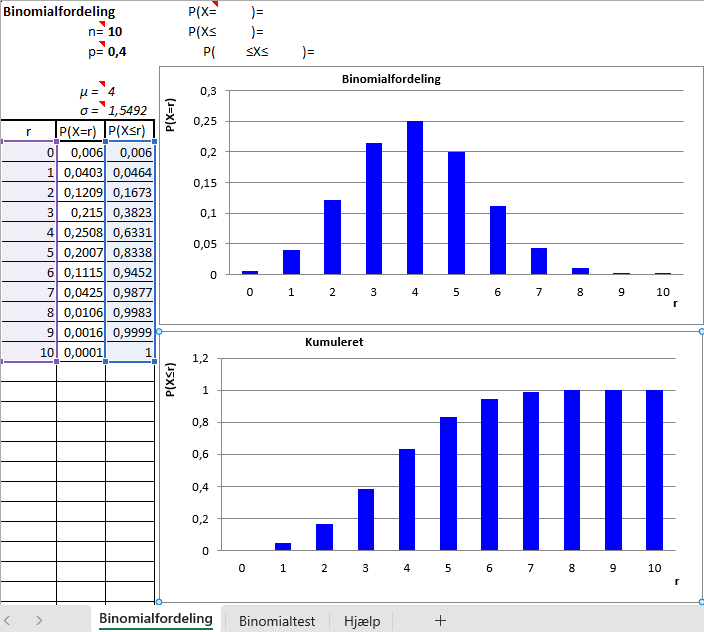 Binomialfordeling P(X= )=
n= 10 P(X≤ )=
p= 0,4 P( ≤X≤ )=
μ = 4
σ = 1,5492
r P(X=r) P(X≤r)
0 0,006 0,006
1 0,0403 0,0464
2 0,1209 0,1673
3 0,215 0,3823
4 0,2508 0,6331
5 0,2007 0,8338
6 0,1115 0,9452
7 0,0425 0,9877
8 0,0106 0,9983
9 0,0016 0,9999
10 0,0001 1
Binomialfordeling
P(X=r)
0,3
0,25
0,2
0,15
0,1
0,05
0
0 1 2 3 4 5 6 7 8 9 10
r
Kumuleret
P(X≤r)
1,2
1
0,8
0,6
0,4
0,2
0
0 1 2 3 4 5 6 7 8 9 10
r
Binomialfordeling Binomialtest Hjælp +